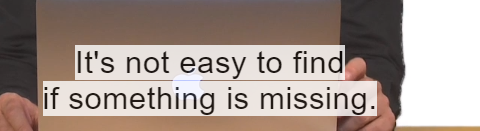 It's not easy to find
if something is missing.